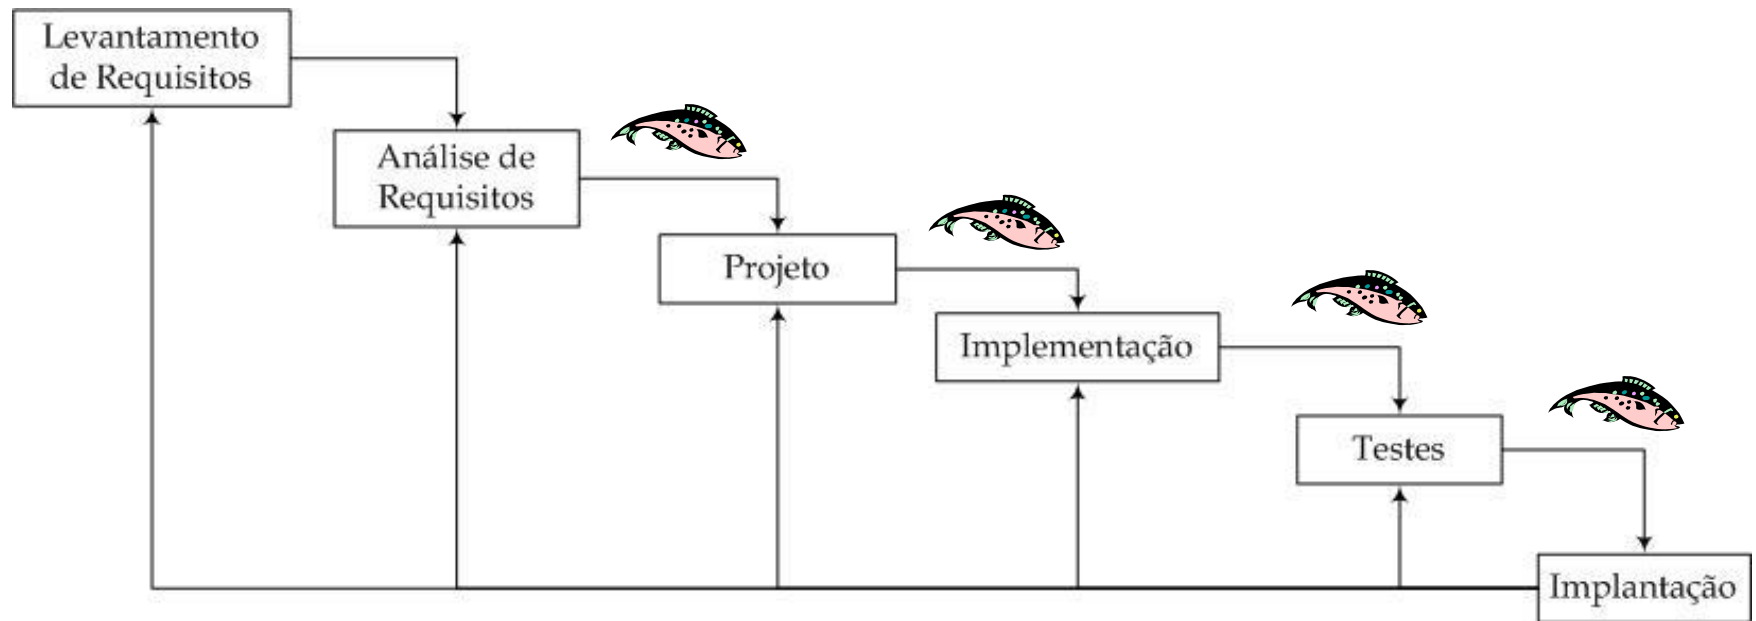 Levantamento
de Requisitos
Análise de
Requisitos
Projeto
Implementação
Testes
Implantação